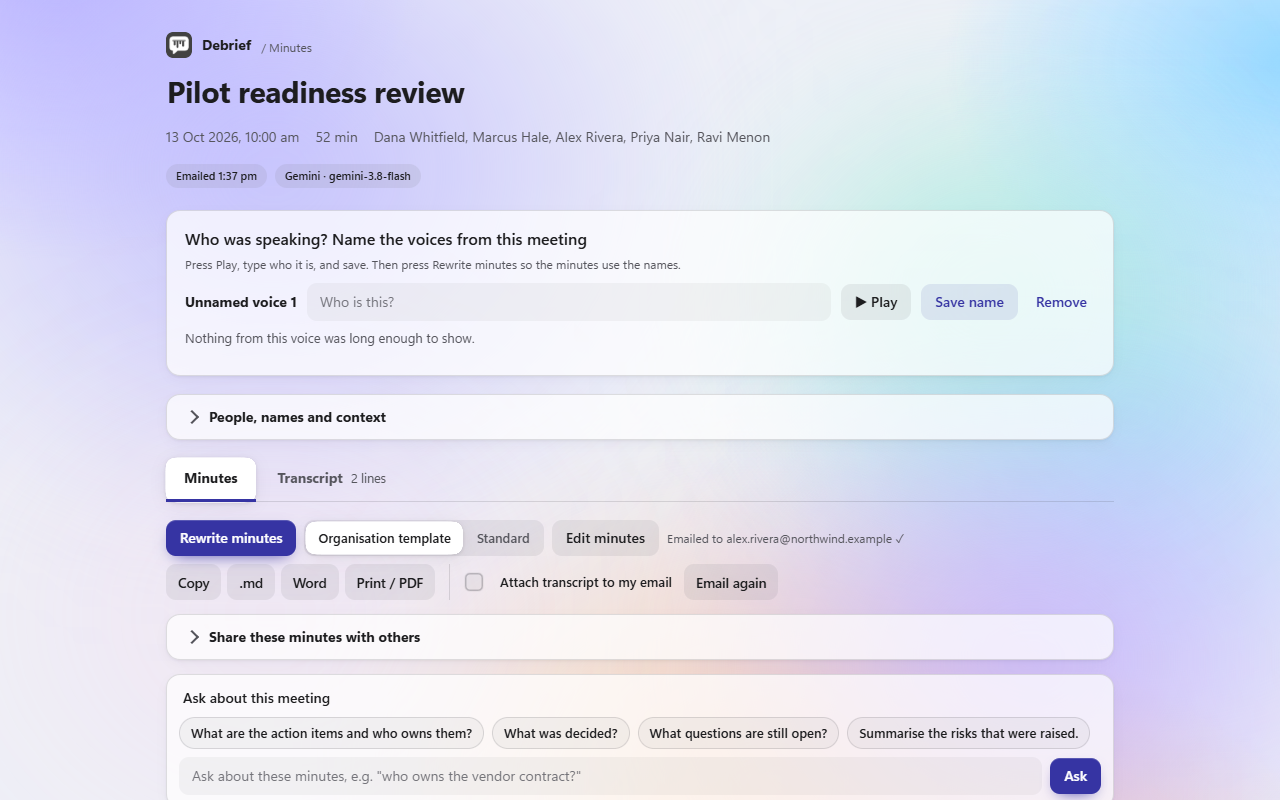 Debrief / Minutes
Pilot readiness review
13 Oct 2026, 10:00 am 52 min Dana Whitfield, Marcus Hale, Alex Rivera, Priya Nair, Ravi Menon
Emailed 1:37 pm Gemini · gemini-3.8-flash
Who was speaking? Name the voices from this meeting
Press Play, type who it is, and save. Then press Rewrite minutes so the minutes use the names.
Unnamed voice 1 Who is this? ▶ Play Save name Remove
Nothing from this voice was long enough to show.
People, names and context
Minutes Transcript 2 lines
Rewrite minutes Organisation template Standard Edit minutes Emailed to alex.rivera@northwind.example ✓
Copy .md Word Print / PDF Attach transcript to my email Email again
Share these minutes with others
Ask about this meeting
What are the action items and who owns them? What was decided? What questions are still open? Summarise the risks that were raised.
Ask about these minutes, e.g. "who owns the vendor contract?" Ask